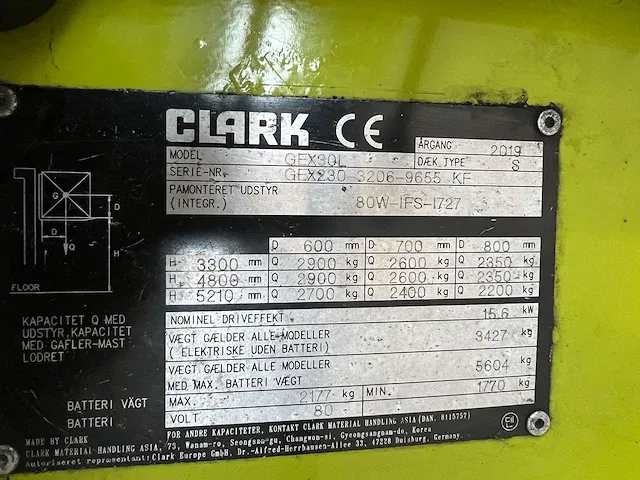 CLARK CE
MODEL GEX30L
ÅRGANG 2019
SERIE-NR. GEX230-3206-9655 KF
DÆK.TYPE S
PAMONTERET UDSTYR
(INTEGR.) 80W-IFS-I727
D 600 mm D 700 mm D 800 mm
H 3300 mm Q 2900 kg Q 2600 kg Q 2350 kg
H 4800 mm Q 2900 kg Q 2600 kg Q 2350 kg
H 5210 mm Q 2700 kg Q 2400 kg Q 2200 kg
G
D
D
Q
H
FLOOR
KAPACITET Q MED
UDSTYR,KAPACITET
MED GAFLER-MAST
LODRET
NOMINEL DRIVEFFEKT 15.6 kW
VÆGT GÆLDER ALLE MODELLER
( ELEKTRISKE UDEN BATTERI) 3427 kg
VÆGT GÆLDER ALLE MODELLER
MED MAX. BATTERI VÆGT 5604 kg
BATTERI VÄGT MAX. 2177 kg MIN. 1770 kg
BATTERI VOLT 80
FOR ANDRE KAPACITETER, KONTAKT CLARK MATERIAL HANDLING ASIA (DAN. 8115757)
MADE BY CLARK
CLARK MATERIAL HANDLING ASIA, 73, Wanam-ro, Seongsan-gu, Changwon-si, Gyeongsangnam-do, Korea
Autoriseret repræsentant: Clark Europe GmbH, Dr.-Alfred-Herrhausen-Allee 33, 47228 Duisburg, Germany.